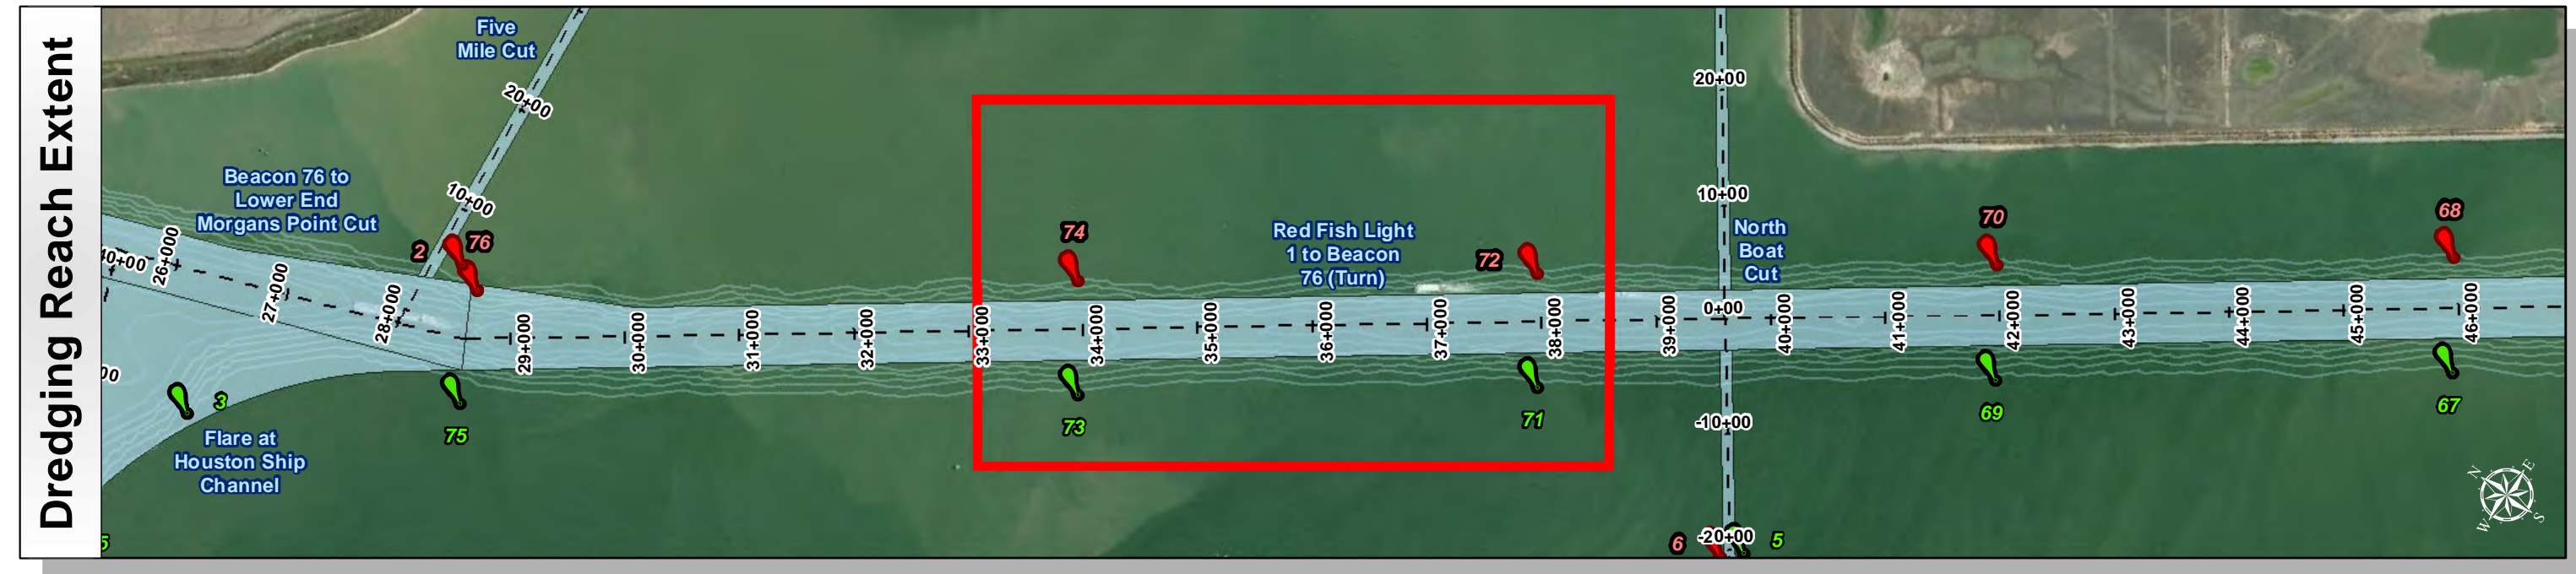 Dredging Reach Extent
Five
Mile Cut
20+00
10+00
Beacon 76 to
Lower End
Morgans Point Cut
2
76
40+00
26+000
27+000
28+000
29+000
30+000
31+000
32+000
33+000
34+000
35+000
36+000
37+000
38+000
39+000
40+000
41+000
42+000
43+000
44+000
45+000
46+000
00
3
75
Flare at
Houston Ship
Channel
5
74
73
Red Fish Light
1 to Beacon
76 (Turn)
72
71
20+00
10+00
North
Boat
Cut
0+00
-10+00
-20+00
6
5
70
69
68
67
N
E
W
S